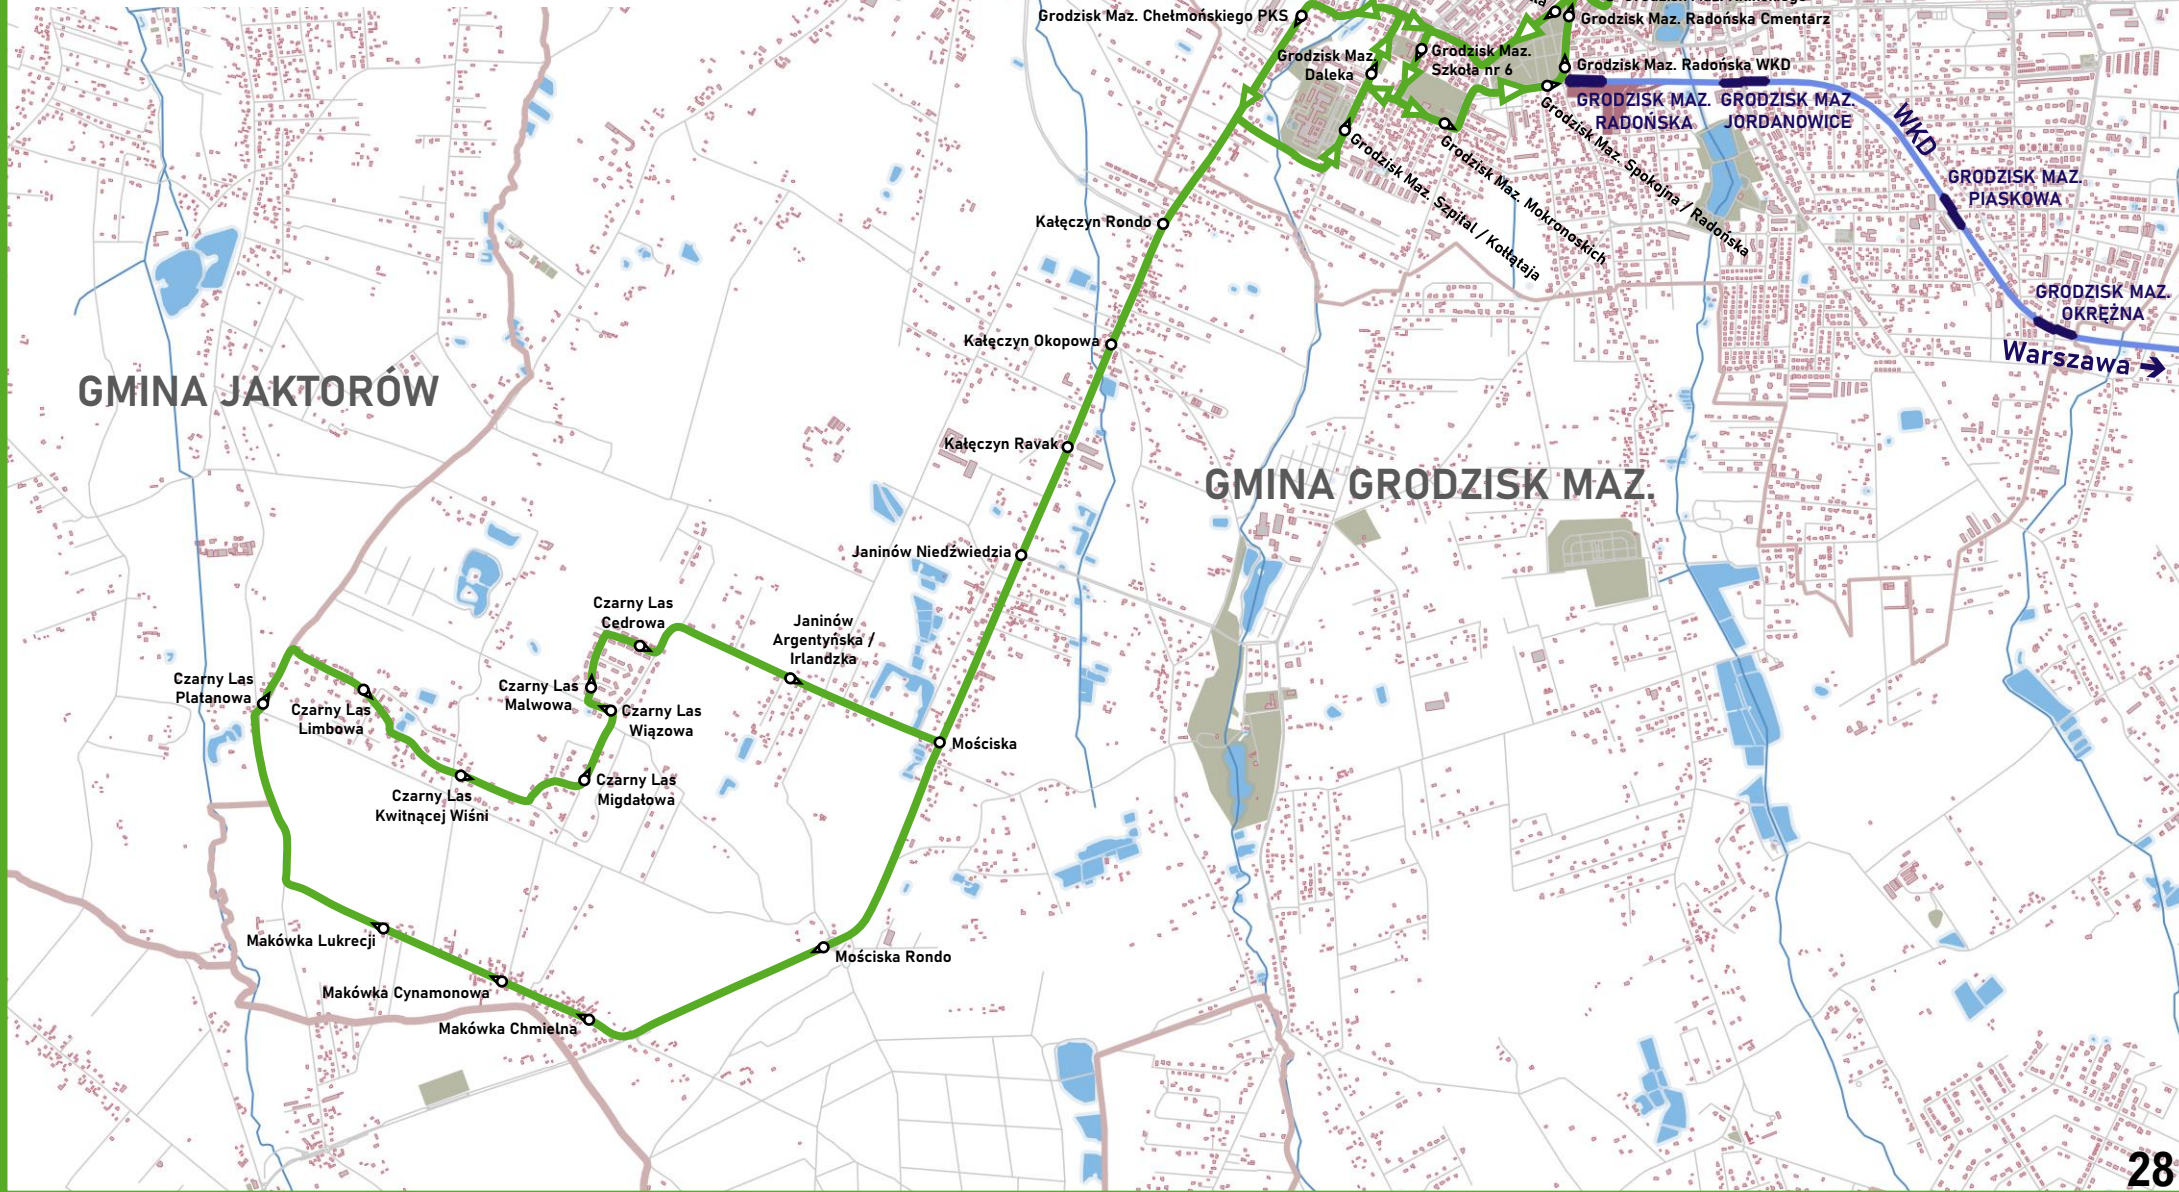 Grodzisk Maz. Chełmońskiego PKS
Grodzisk Maz. Radońska Cmentarz
Grodzisk Maz.
Daleka
Grodzisk Maz.
Szkoła nr 6
Grodzisk Maz. Radońska WKD
GRODZISK MAZ.
RADOŃSKA
GRODZISK MAZ.
JORDANOWICE
WKD
Grodzisk Maz. Spokojna / Radońska
Grodzisk Maz. Mokronoskich
Grodzisk Maz. Szpital / Kołłątaja
GRODZISK MAZ.
PIASKOWA
GRODZISK MAZ.
OKRĘŻNA
Warszawa →
Kałęczyn Rondo
Kałęczyn Okopowa
GMINA JAKTORÓW
Kałęczyn Ravak
GMINA GRODZISK MAZ.
Janinów Niedźwiedzia
Czarny Las
Cedrowa
Janinów
Argentyńska /
Irlandzka
Czarny Las
Platanowa
Czarny Las
Limbowa
Czarny Las
Malwowa
Czarny Las
Wiązowa
Mościska
Czarny Las
Migdałowa
Czarny Las
Kwitnącej Wiśni
Makówka Lukrecji
Mościska Rondo
Makówka Cynamonowa
Makówka Chmielna
28